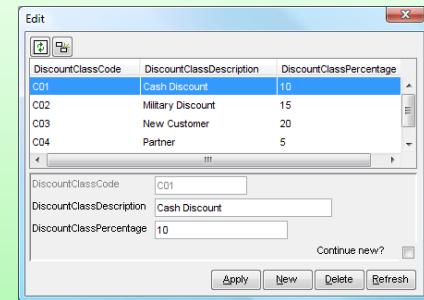 Edit
DiscountClassCode DiscountClassDescription DiscountClassPercentage
C01 Cash Discount 10
C02 Military Discount 15
C03 New Customer 20
C04 Partner 5
DiscountClassCode C01
DiscountClassDescription Cash Discount
DiscountClassPercentage 10
Continue new?
Apply New Delete Refresh